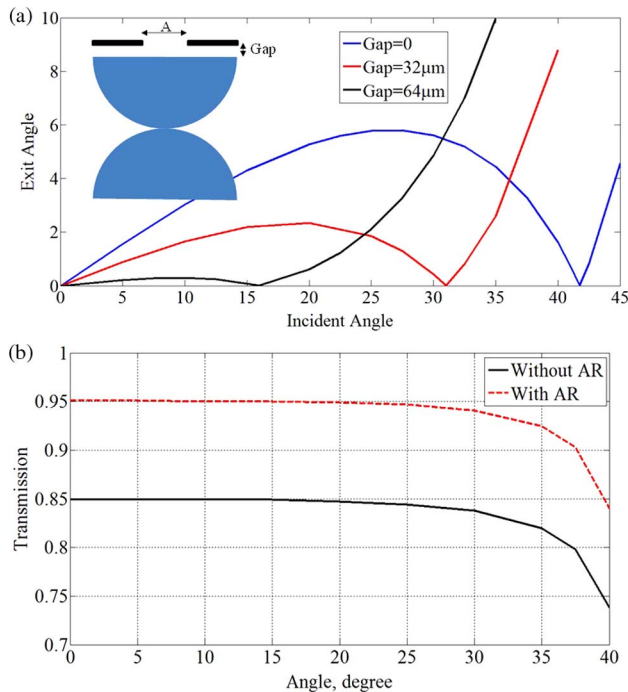 (a)
10
8
6
4
2
0
Exit Angle
A
Gap
Gap=0
Gap=32μm
Gap=64μm
0 5 10 15 20 25 30 35 40 45
Incident Angle
(b)
1
0.95
0.9
0.85
0.8
0.75
0.7
Transmission
Without AR
With AR
0 5 10 15 20 25 30 35 40
Angle, degree